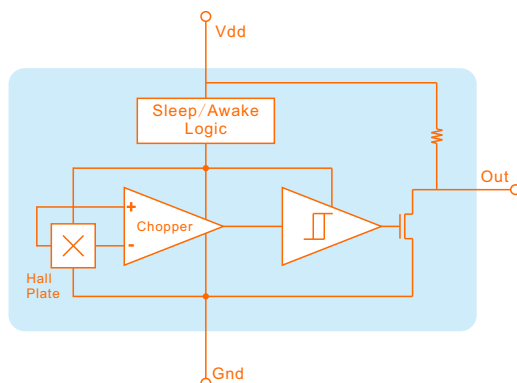 Vdd
Sleep/Awake
Logic
Out
+
Chopper
-
Hall
Plate
Gnd